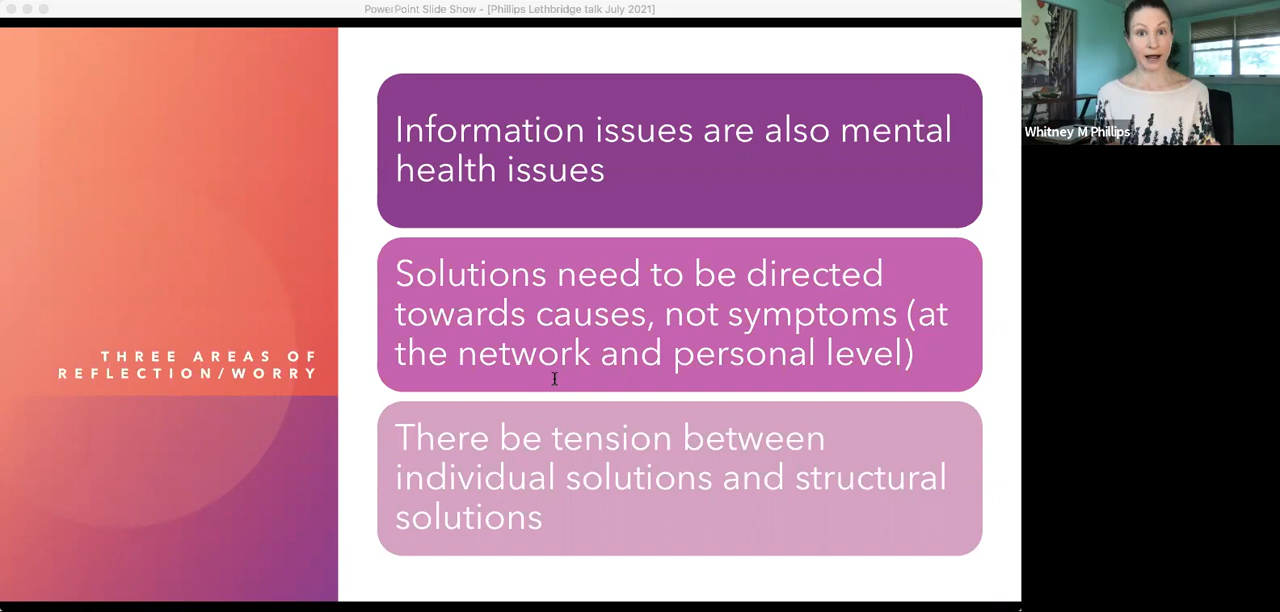 PowerPoint Slide Show - [Phillips Lethbridge talk July 2021]
THREE AREAS OF
REFLECTION/WORRY
Information issues are also mental
health issues
Solutions need to be directed
towards causes, not symptoms (at
the network and personal level)
There be tension between
individual solutions and structural
solutions
Whitney M Phillips